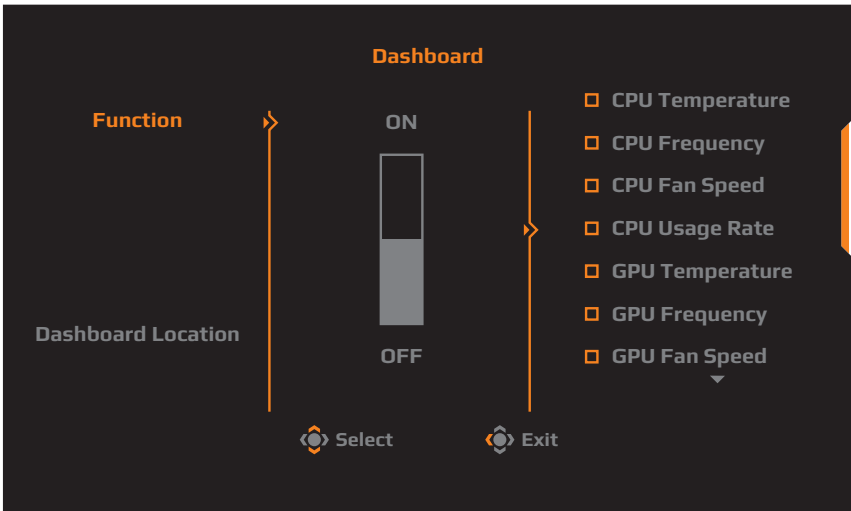 Dashboard
Function
ON
OFF
Dashboard Location
CPU Temperature
CPU Frequency
CPU Fan Speed
CPU Usage Rate
GPU Temperature
GPU Frequency
GPU Fan Speed
Select
Exit